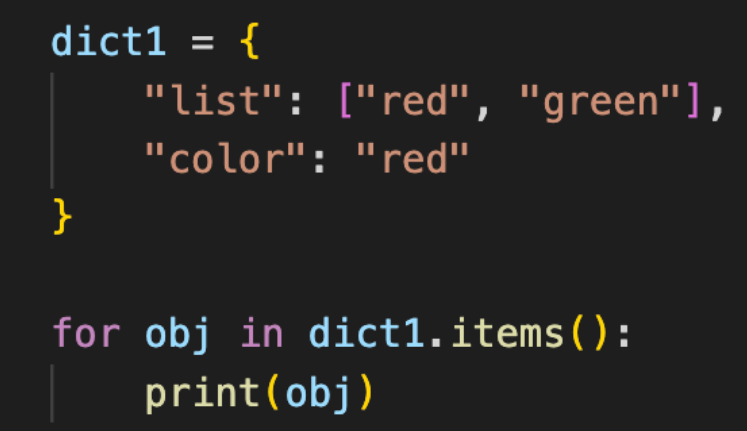 dict1 = {
    "list": ["red", "green"],
    "color": "red"
}
for obj in dict1.items():
    print(obj)